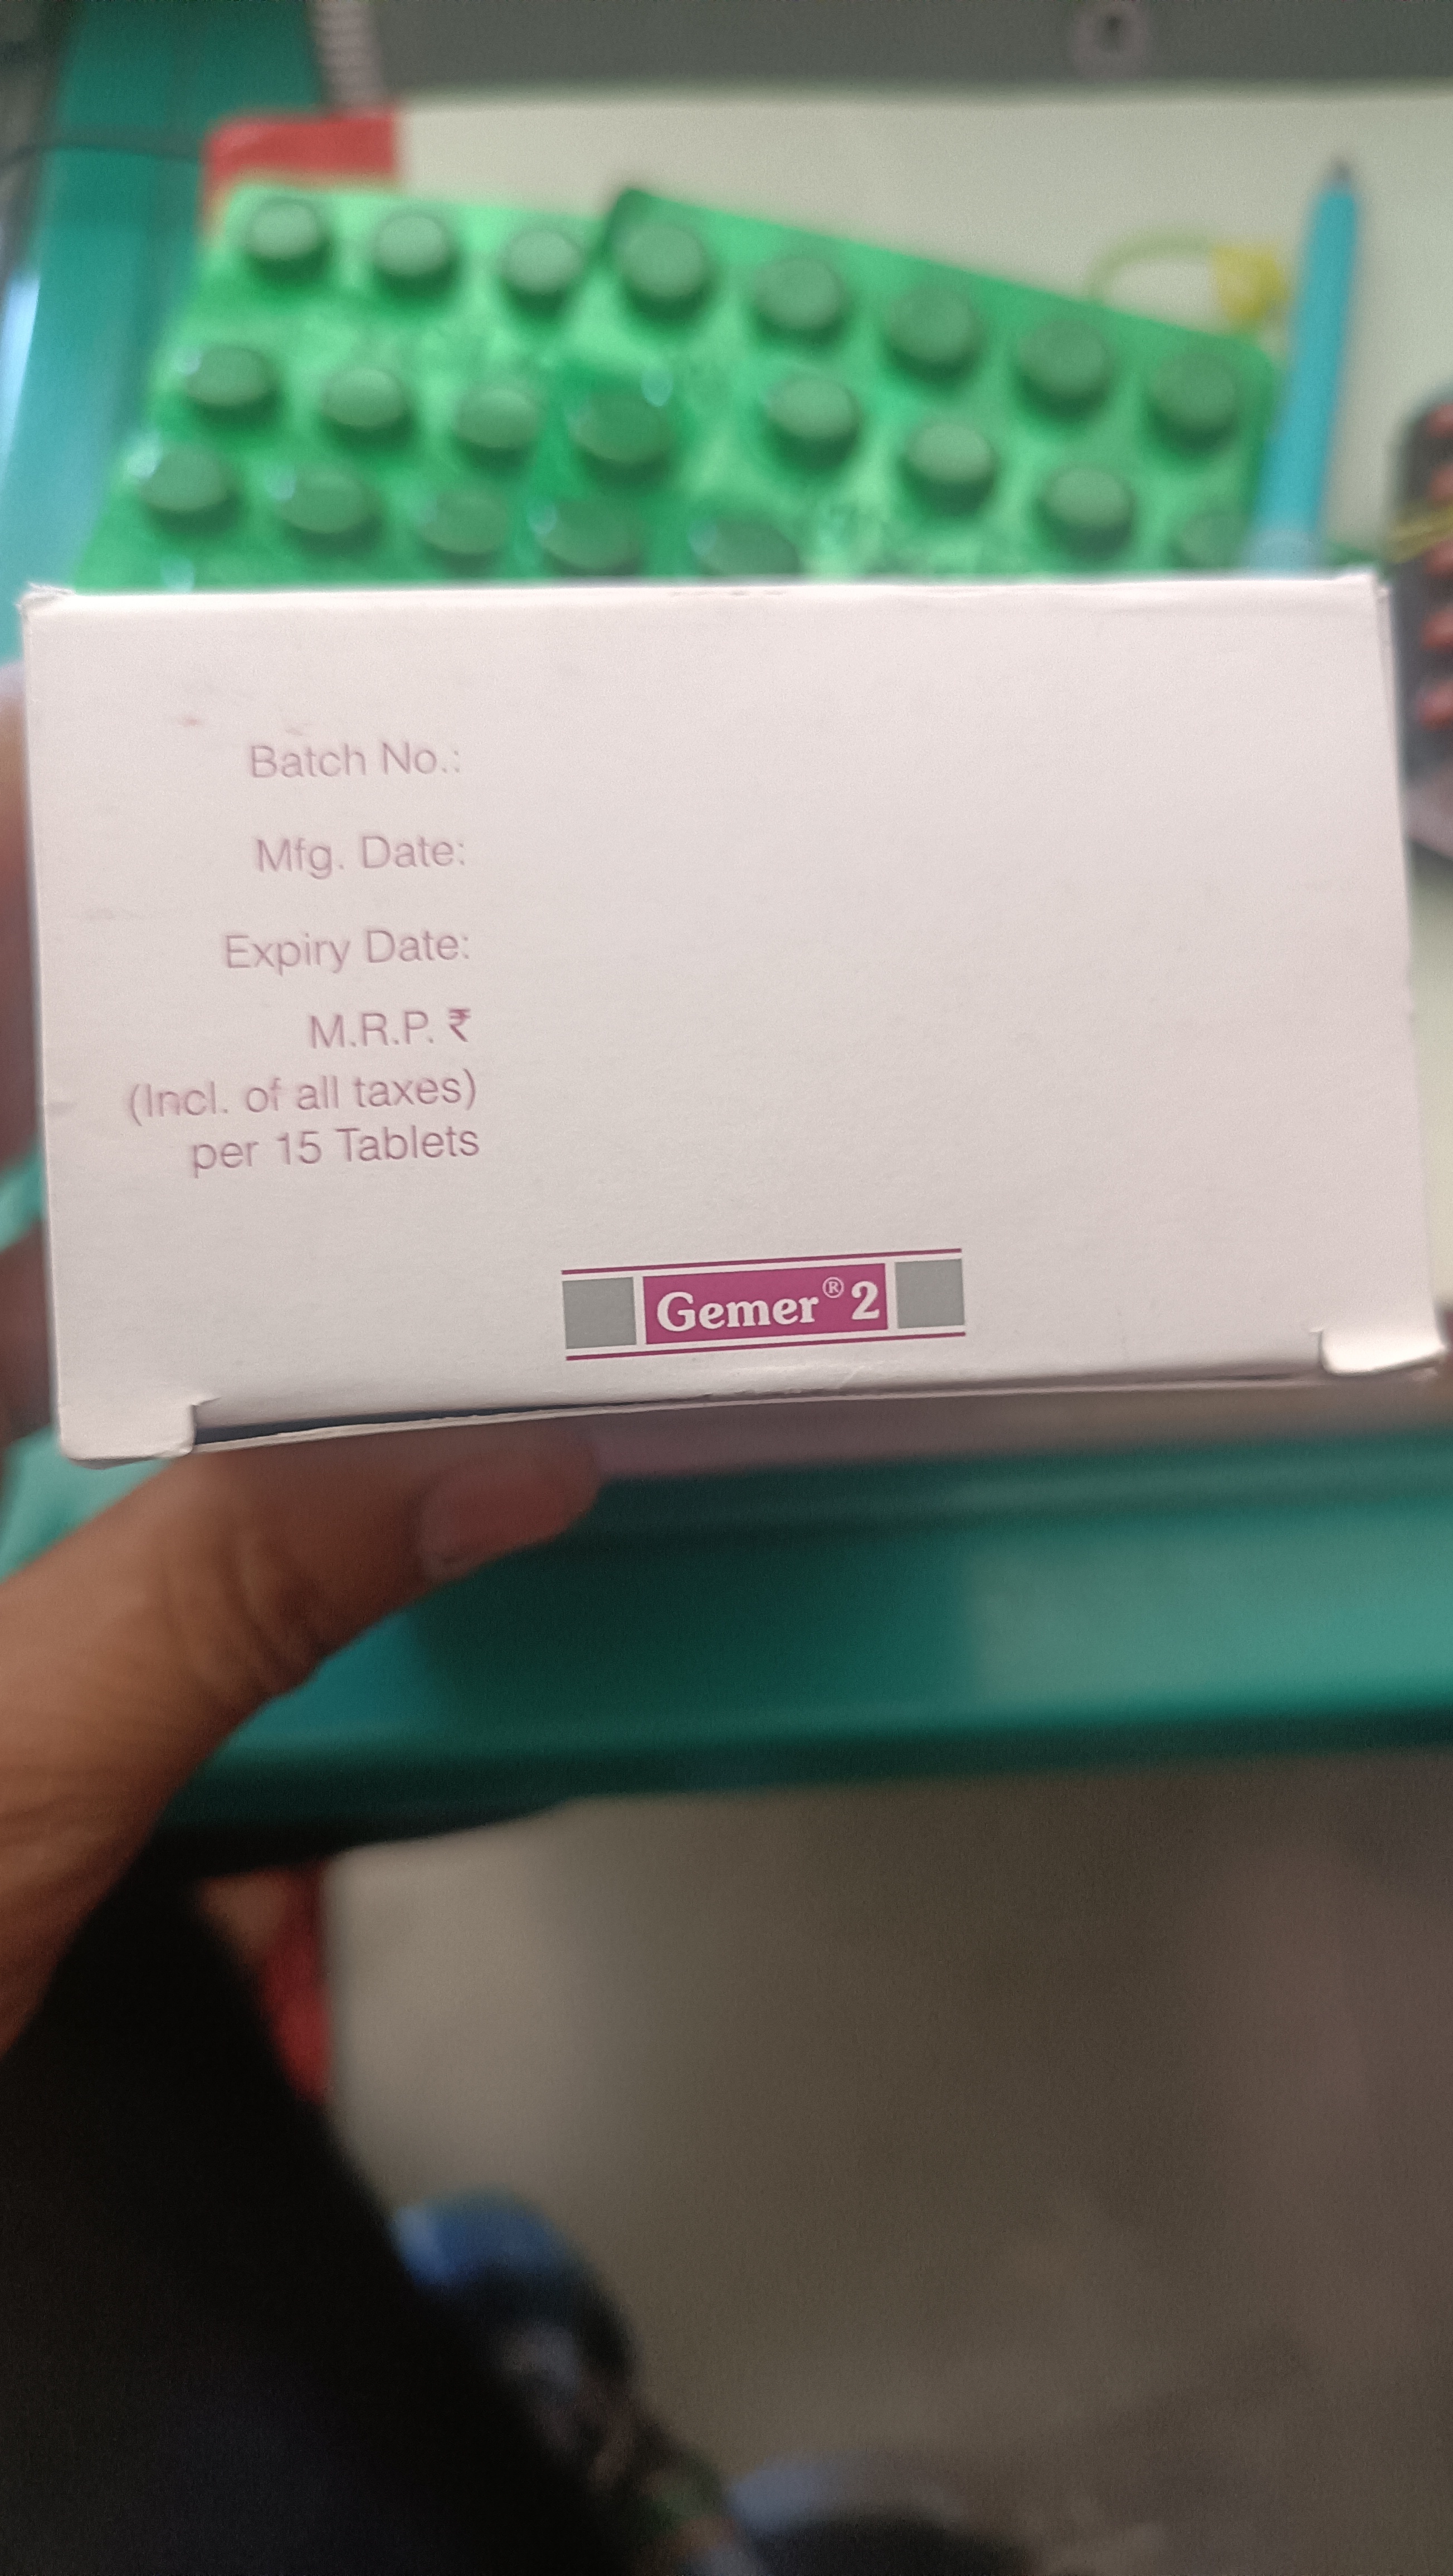 Batch No.:
Mfg. Date:
Expiry Date:
M.R.P. ₹
(Incl. of all taxes)
per 15 Tablets
Gemer® 2